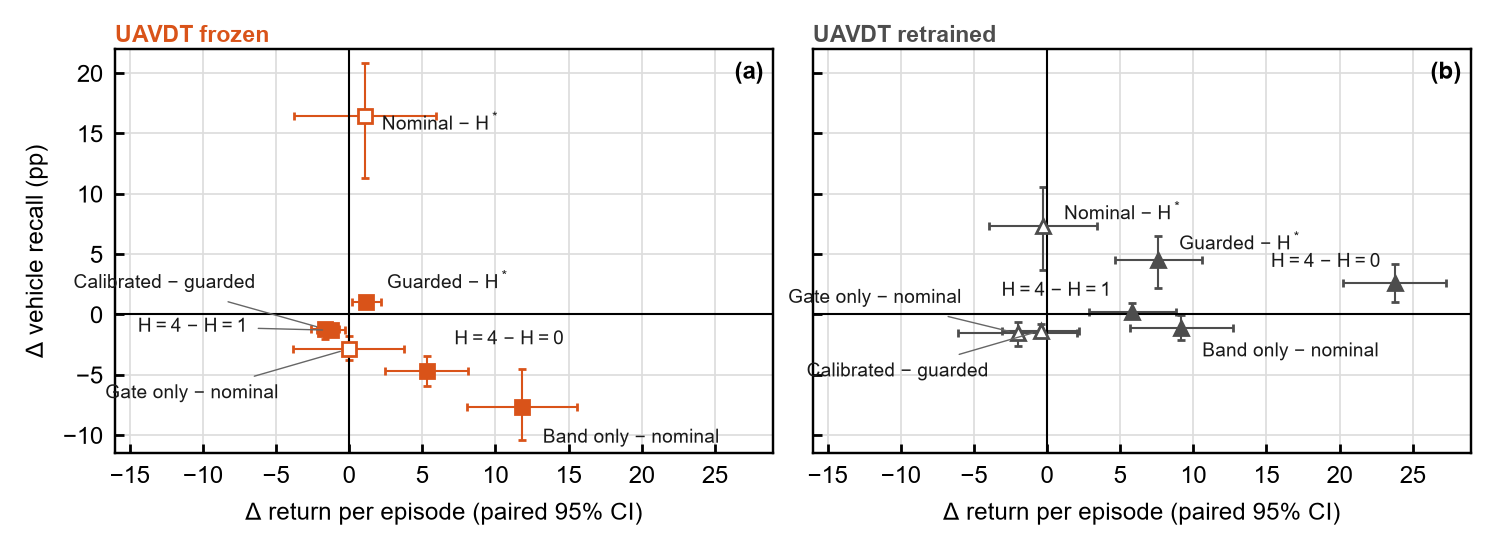 UAVDT frozen
(a)
20
15
10
5
0
−5
−10
Δ vehicle recall (pp)
Nominal − H*
Guarded − H*
Calibrated − guarded
H = 4 − H = 1
H = 4 − H = 0
Gate only − nominal
Band only − nominal
−15 −10 −5 0 5 10 15 20 25
Δ return per episode (paired 95% CI)
UAVDT retrained
(b)
Nominal − H*
Guarded − H*
H = 4 − H = 0
H = 4 − H = 1
Gate only − nominal
Band only − nominal
Calibrated − guarded
−15 −10 −5 0 5 10 15 20 25
Δ return per episode (paired 95% CI)